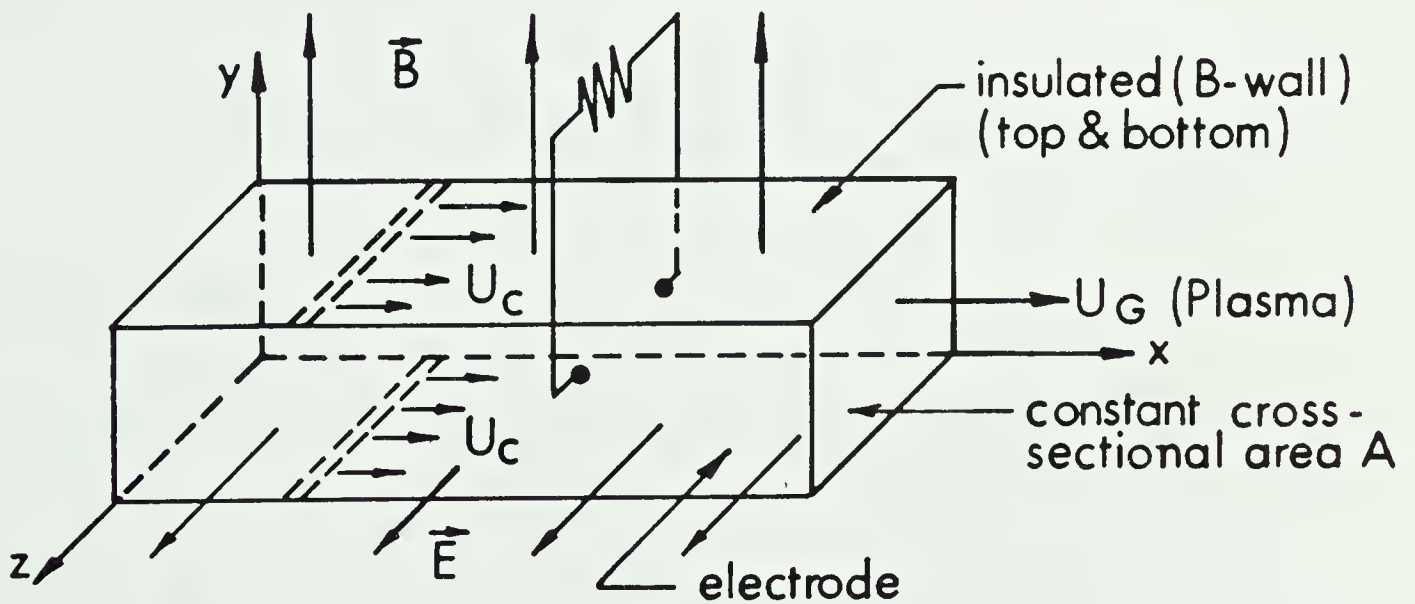 B
y
insulated (B-wall)
(top & bottom)
U_C
U_G (Plasma)
x
constant cross-
sectional area A
U_C
z
E
electrode